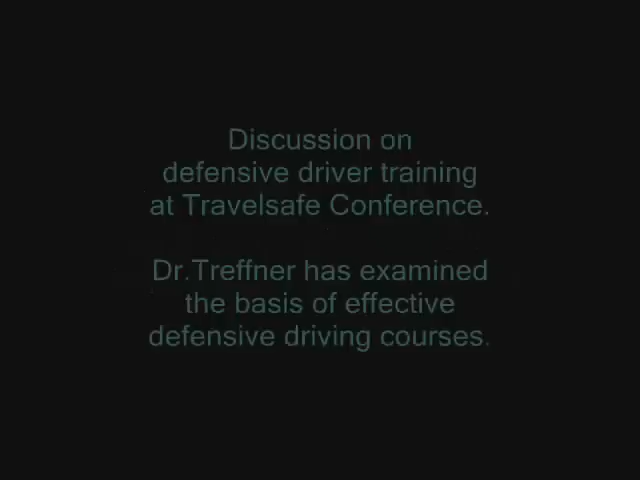 Discussion on
defensive driver training
at Travelsafe Conference.
Dr.Treffner has examined
the basis of effective
defensive driving courses.